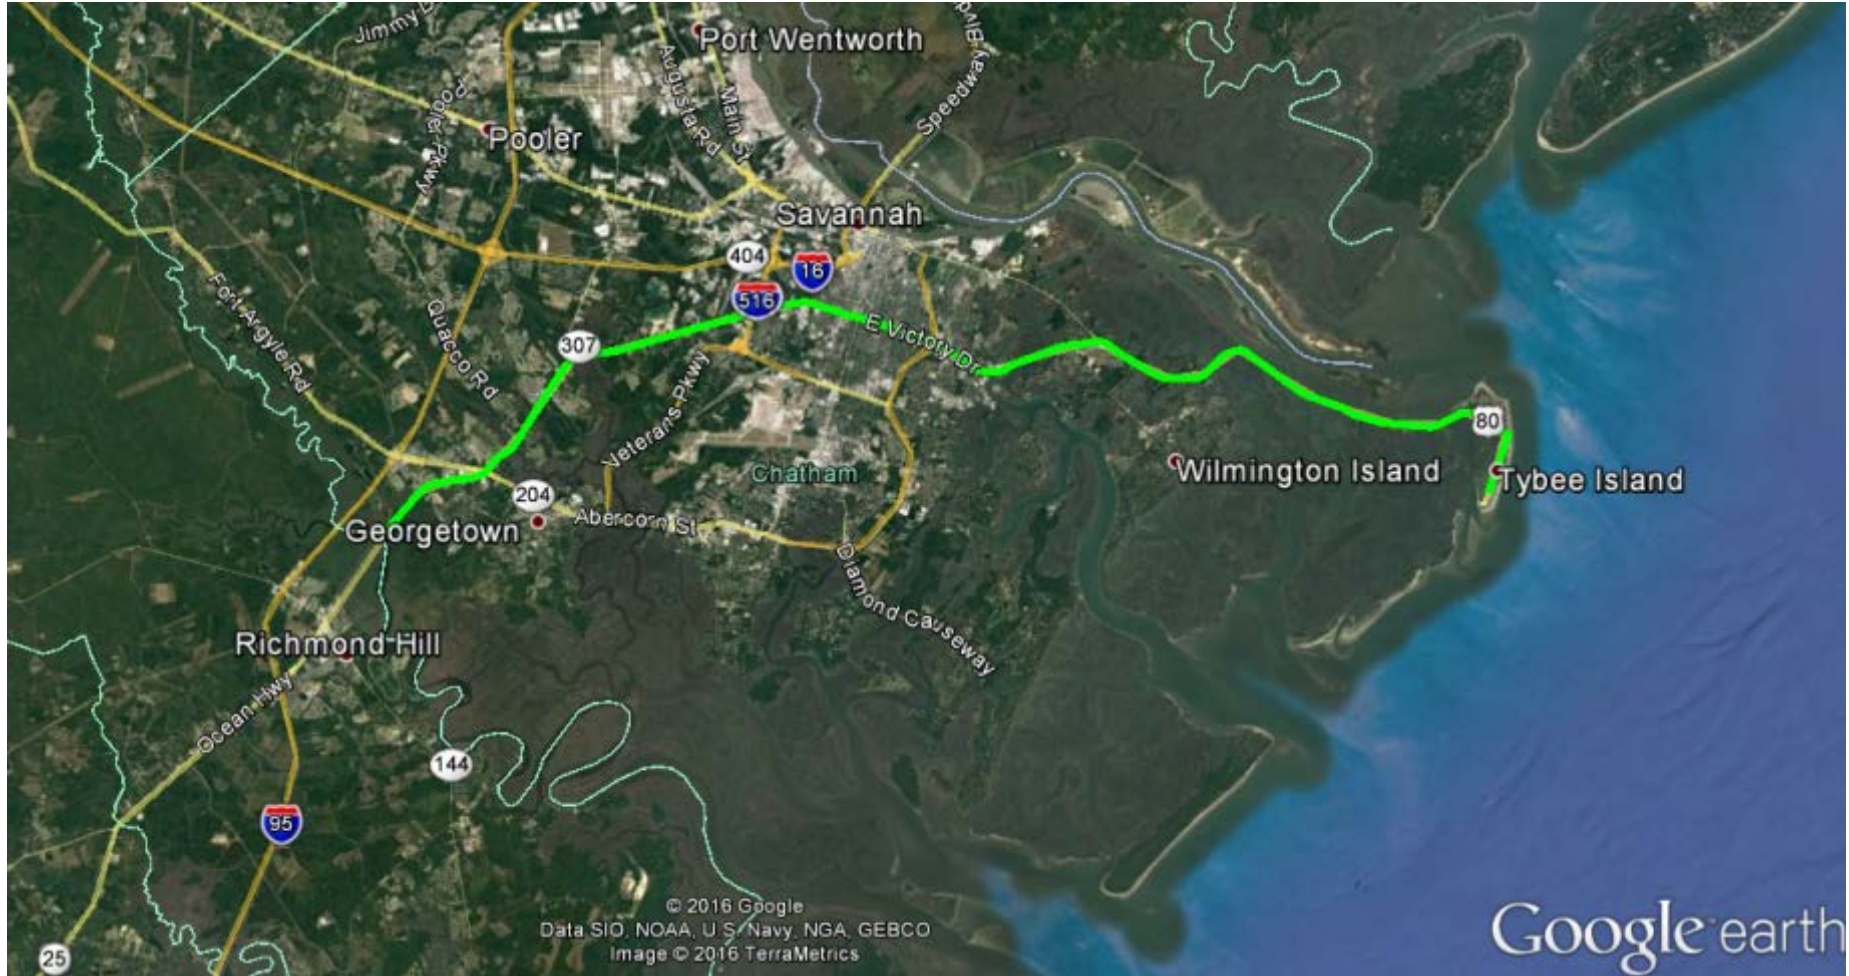 Jimmy D
Port Wentworth
Speedway Blvd
Augusta Rd
Main St
Pooler Pkwy
Pooler
Savannah
404
16
516
Fort Argyle Rd
Quacco Rd
307
E Victory Dr
Veterans Pkwy
80
Chatham
Wilmington Island
Tybee Island
204
Abercorn St
Georgetown
Diamond Causeway
Richmond Hill
Ocean Hwy
144
95
25
© 2016 Google
Data SIO, NOAA, U.S. Navy, NGA, GEBCO
Image © 2016 TerraMetrics
Google earth